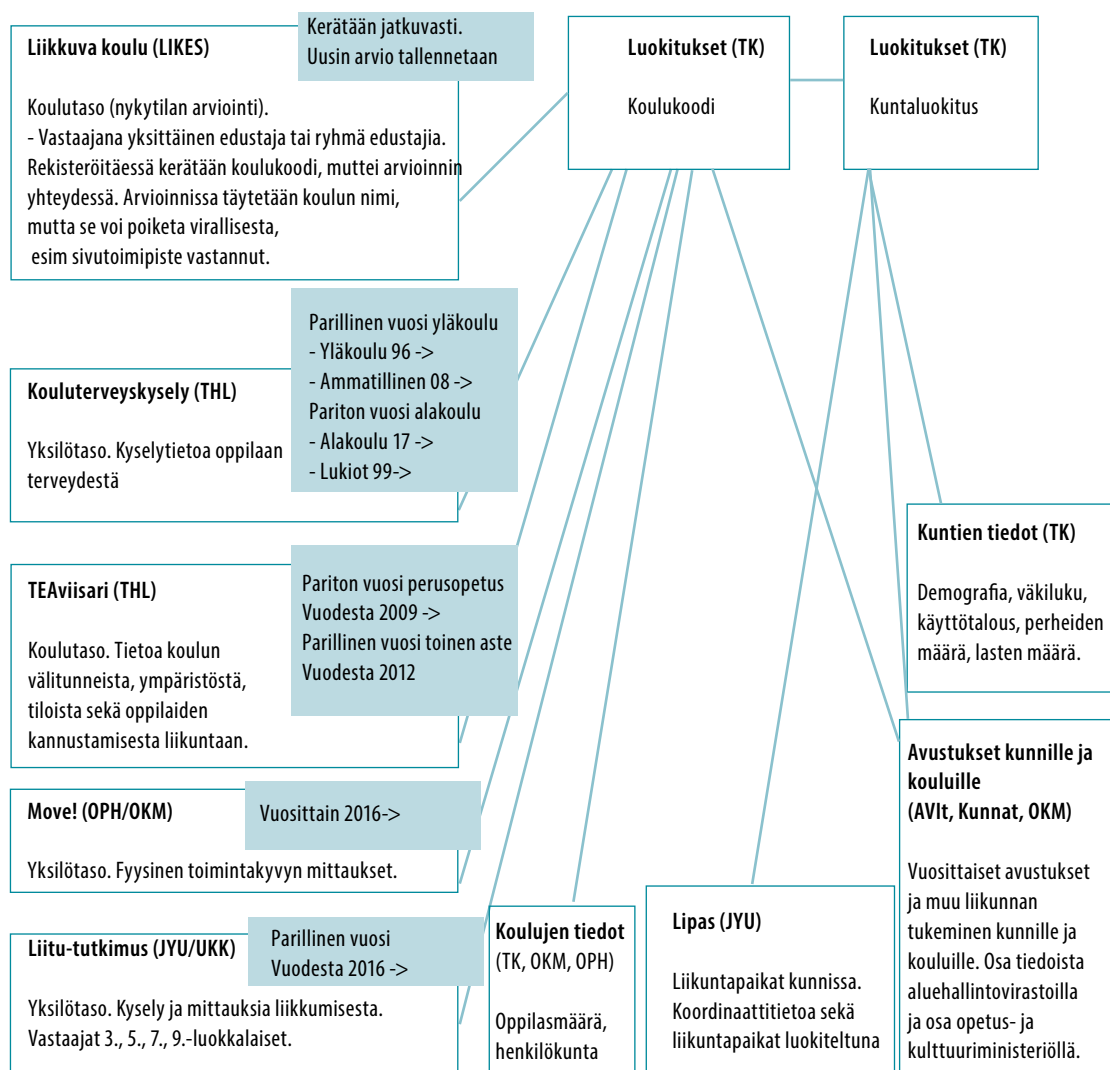 Liikkuva koulu (LIKES)
Kerätään jatkuvasti.
Uusin arvio tallennetaan
Koulutaso (nykytilan arviointi).
- Vastaajana yksittäinen edustaja tai ryhmä edustajia.
Rekisteröitäessä kerätään koulukoodi, muttei arvioinnin
yhteydessä. Arvioinnissa täytetään koulun nimi,
mutta se voi poiketa virallisesta,
esim sivutoimipiste vastannut.
Luokitukset (TK)
Koulukoodi
Luokitukset (TK)
Kuntaluokitus
Kouluterveyskysely (THL)
Yksilötaso. Kyselytietoa oppilaan
terveydestä
Parillinen vuosi yläkoulu
- Yläkoulu 96 ->
- Ammatillinen 08 ->
Pariton vuosi alakoulu
- Alakoulu 17 ->
- Lukiot 99->
TEAviisari (THL)
Koulutaso. Tietoa koulun
välitunneista, ympäristöstä,
tiloista sekä oppilaiden
kannustamisesta liikuntaan.
Pariton vuosi perusopetus
Vuodesta 2009 ->
Parillinen vuosi toinen aste
Vuodesta 2012
Move! (OPH/OKM)
Vuosittain 2016->
Yksilötaso. Fyysinen toimintakyvyn mittaukset.
Liitu-tutkimus (JYU/UKK)
Parillinen vuosi
Vuodesta 2016 ->
Yksilötaso. Kysely ja mittauksia liikkumisesta.
Vastaajat 3., 5., 7., 9.-luokkalaiset.
Koulujen tiedot
(TK, OKM, OPH)
Oppilasmäärä,
henkilökunta
Lipas (JYU)
Liikuntapaikat kunnissa.
Koordinaattitietoa sekä
liikuntapaikat luokiteltuna
Kuntien tiedot (TK)
Demografia, väkiluku,
käyttötalous, perheiden
määrä, lasten määrä.
Avustukset kunnille ja
kouluille
(AVIt, Kunnat, OKM)
Vuosittaiset avustukset
ja muu liikunnan
tukeminen kunnille ja
kouluille. Osa tiedoista
aluehallintovirastoilla
ja osa opetus- ja
kulttuuriministeriöllä.